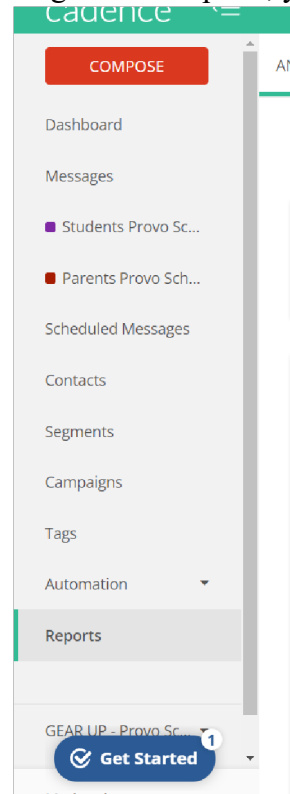 cadence
COMPOSE
Dashboard
Messages
Students Provo Sc...
Parents Provo Sch...
Scheduled Messages
Contacts
Segments
Campaigns
Tags
Automation
Reports
GEAR UP - Provo Sc...
1
Get Started